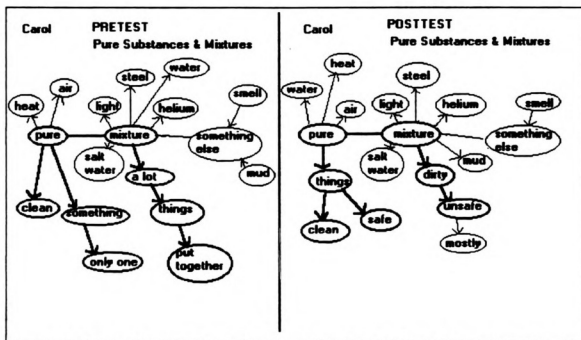 Carol PRETEST
Pure Substances & Mixtures
water
steel
air
heat
light
helium
smell
pure
mixture
something
else
salt
water
mud
a lot
clean
something
things
only one
put
together
Carol POSTTEST
Pure Substances & Mixtures
heat
steel
water
air
light
helium
smell
pure
mixture
something
else
salt
water
mud
things
dirty
clean
safe
unsafe
mostly